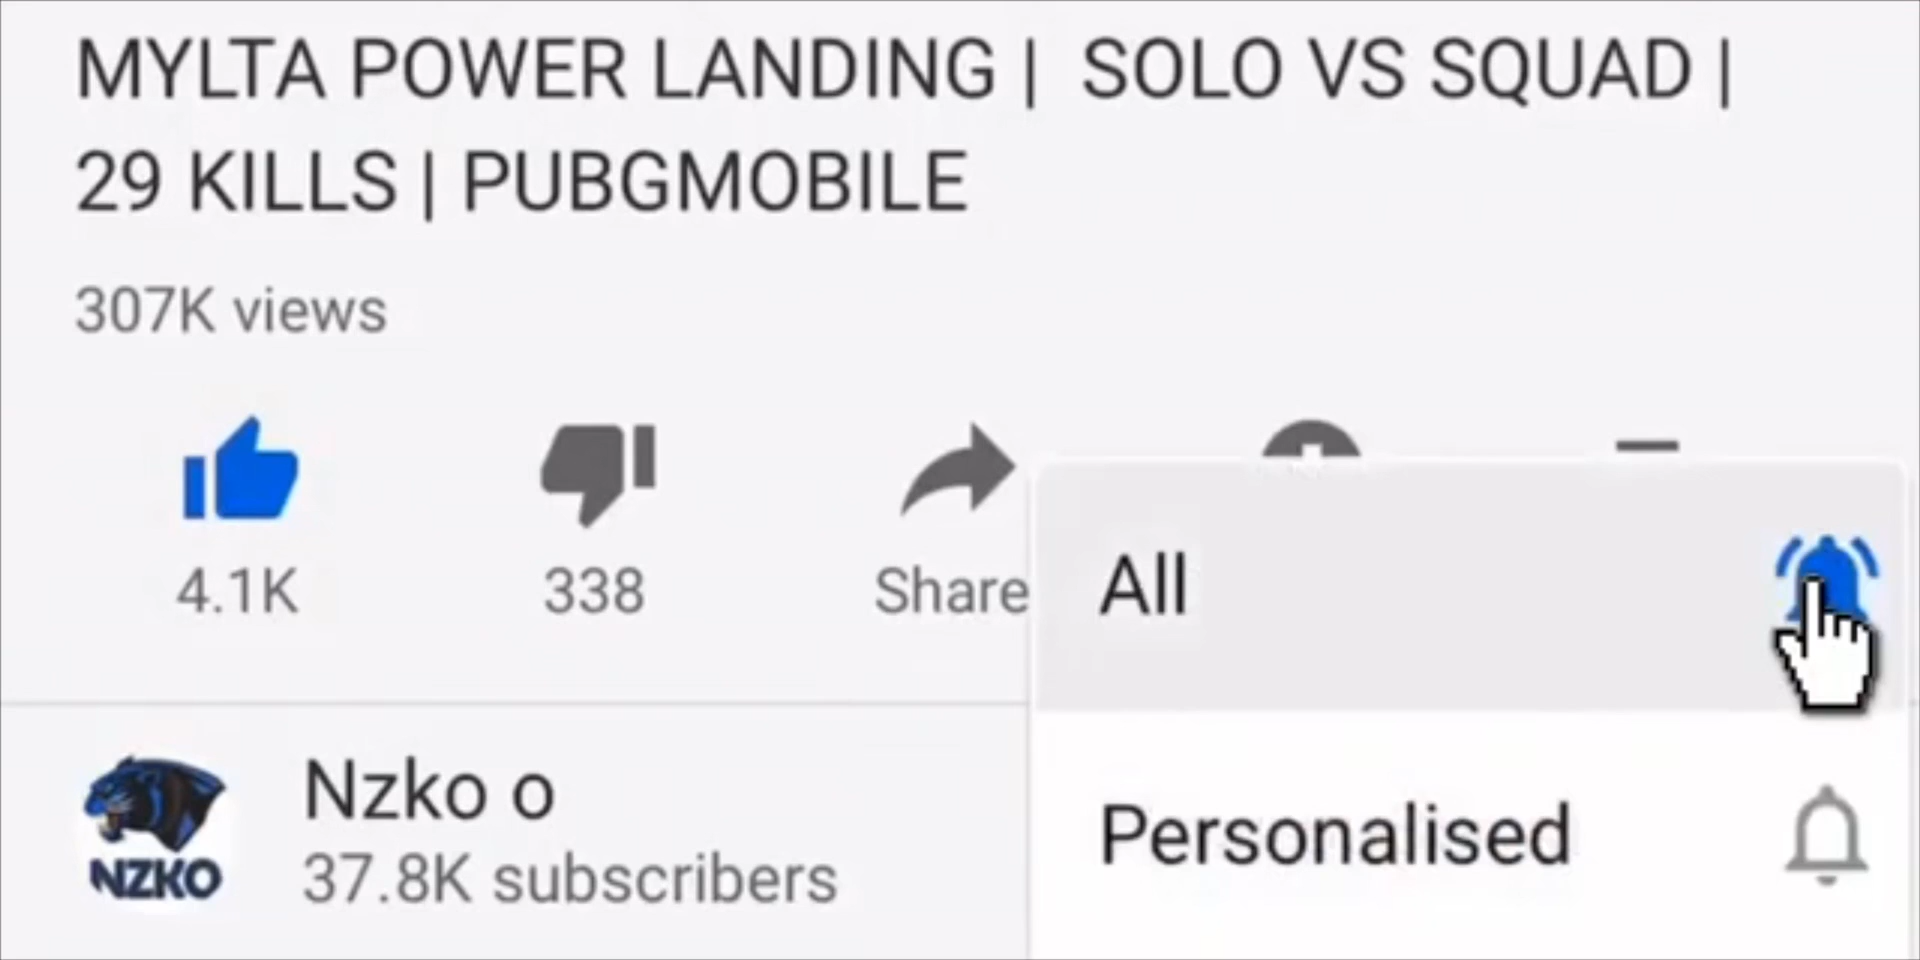 MYLTA POWER LANDING | SOLO VS SQUAD |
29 KILLS | PUBGMOBILE
307K views
4.1K
338
Share
All
Personalised
NZKO
Nzko o
37.8K subscribers